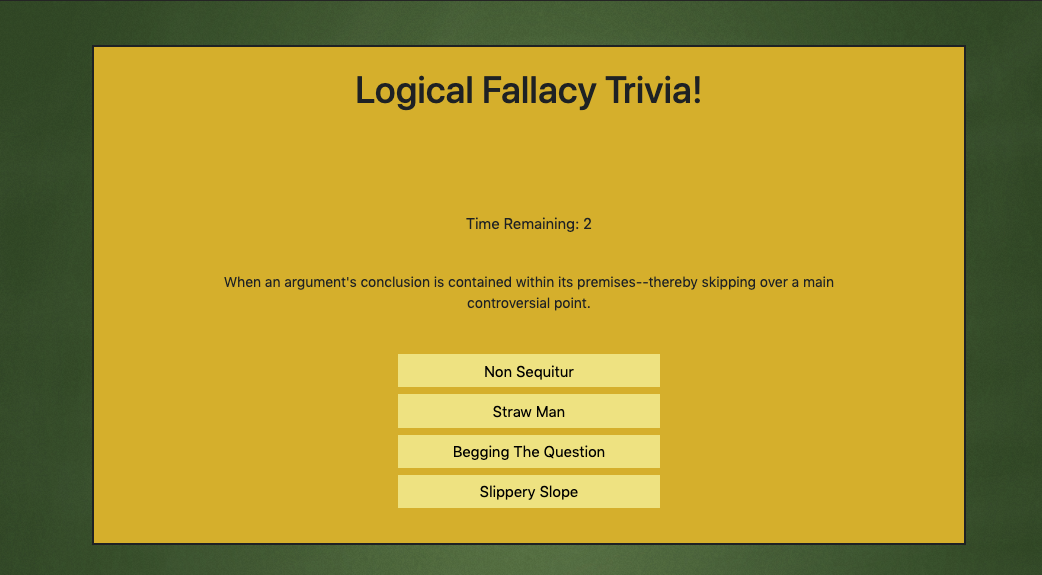 Logical Fallacy Trivia!
Time Remaining: 2
When an argument's conclusion is contained within its premises--thereby skipping over a main
controversial point.
Non Sequitur
Straw Man
Begging The Question
Slippery Slope